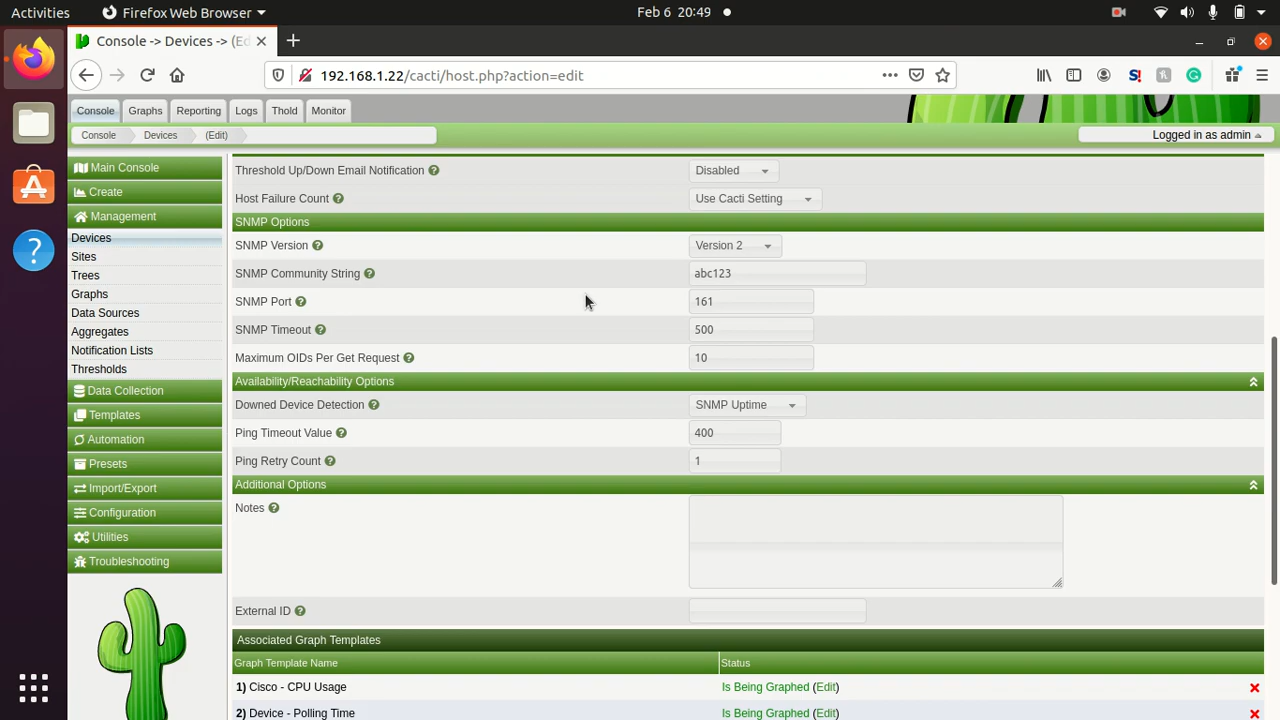 Activities
Firefox Web Browser
Feb 6 20:49
Console -> Devices -> (Ed
192.168.1.22/cacti/host.php?action=edit
Console
Graphs
Reporting
Logs
Thold
Monitor
Console
Devices
(Edit)
Logged in as admin
Main Console
Create
Management
Devices
Sites
Trees
Graphs
Data Sources
Aggregates
Notification Lists
Thresholds
Data Collection
Templates
Automation
Presets
Import/Export
Configuration
Utilities
Troubleshooting
Threshold Up/Down Email Notification Disabled
Host Failure Count Use Cacti Setting
SNMP Options
SNMP Version Version 2
SNMP Community String abc123
SNMP Port 161
SNMP Timeout 500
Maximum OIDs Per Get Request 10
Availability/Reachability Options
Downed Device Detection SNMP Uptime
Ping Timeout Value 400
Ping Retry Count 1
Additional Options
Notes
External ID
Associated Graph Templates
Graph Template Name Status
1) Cisco - CPU Usage Is Being Graphed (Edit)
2) Device - Polling Time Is Being Graphed (Edit)